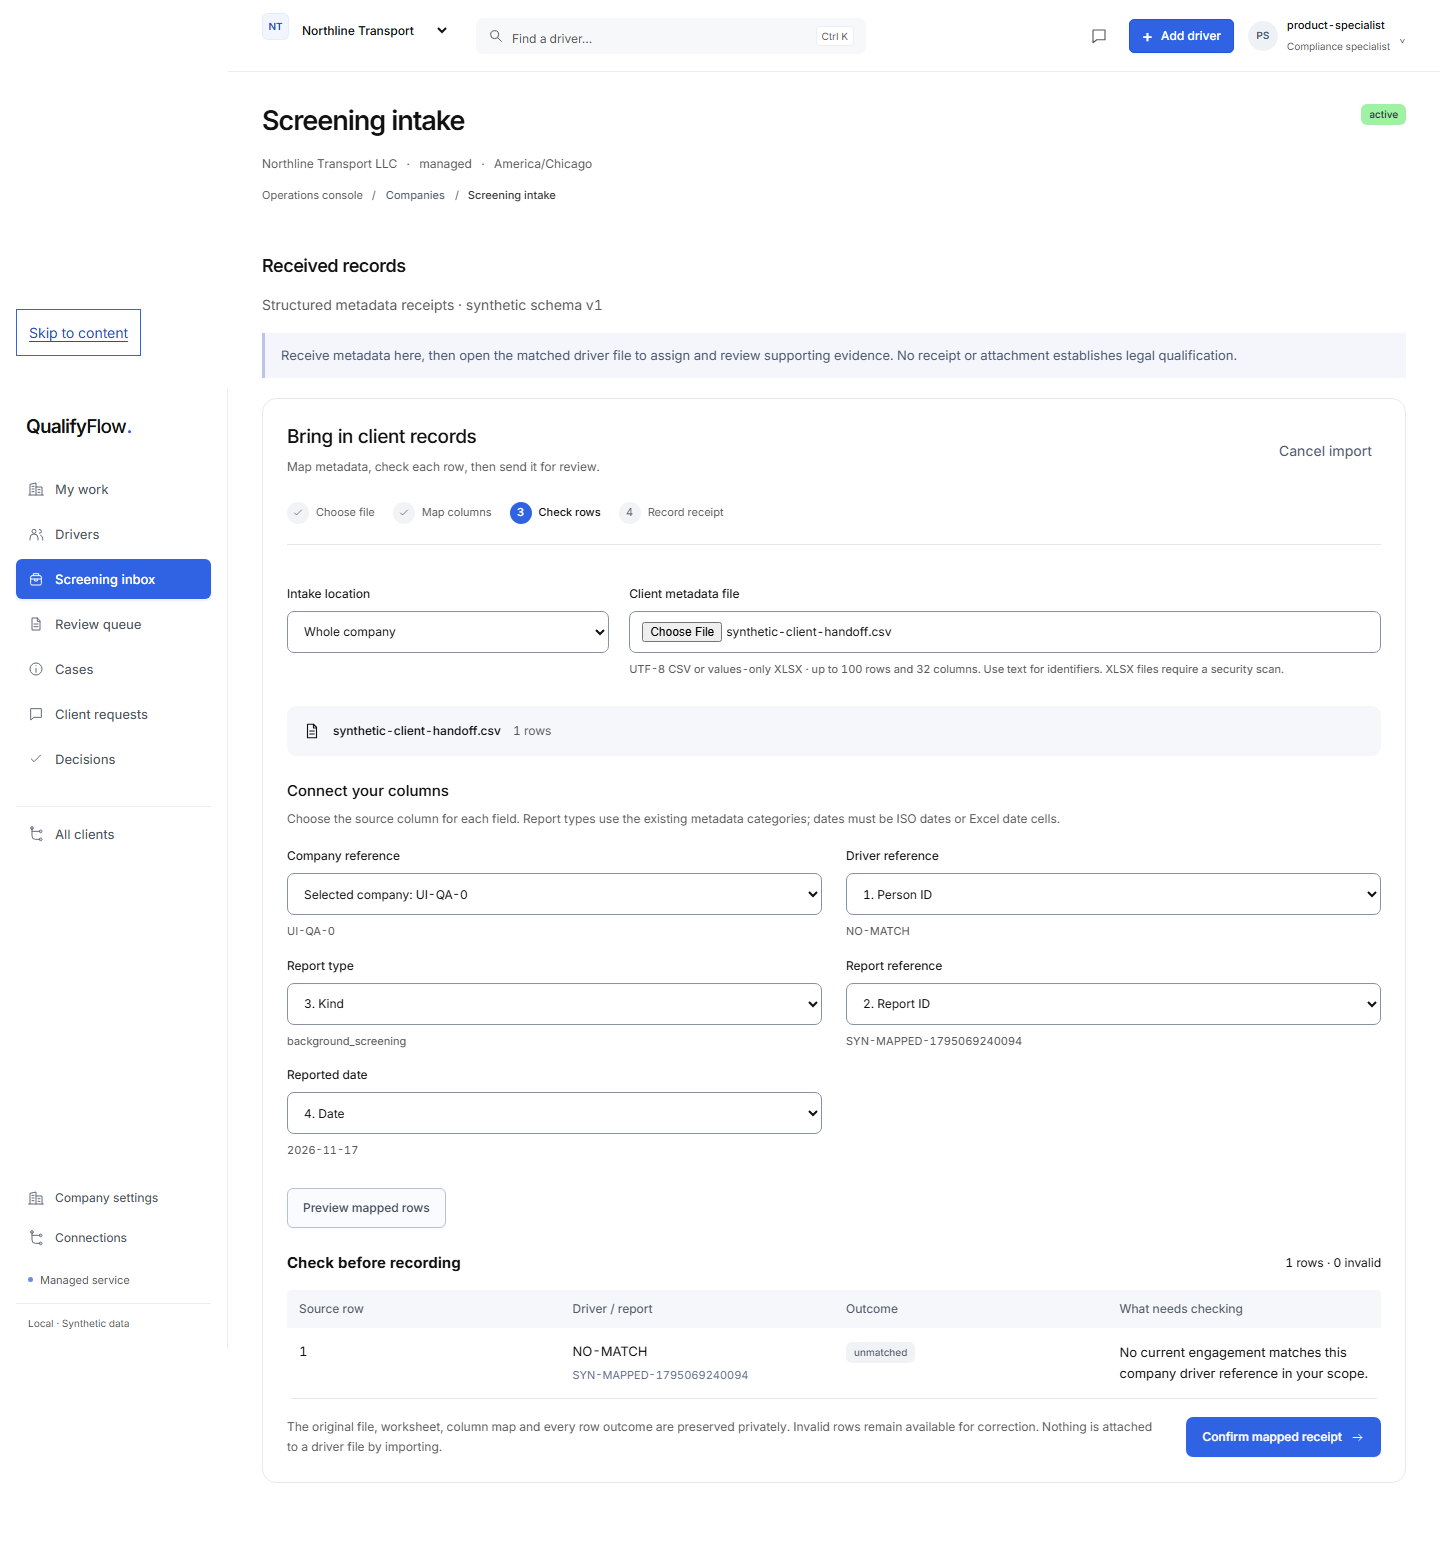 NT
Northline Transport
Find a driver...
Ctrl K
+ Add driver
PS
product-specialist
Compliance specialist
Screening intake
active
Northline Transport LLC · managed · America/Chicago
Operations console / Companies / Screening intake
Received records
Structured metadata receipts · synthetic schema v1
Skip to content
Receive metadata here, then open the matched driver file to assign and review supporting evidence. No receipt or attachment establishes legal qualification.
QualifyFlow.
My work
Drivers
Screening inbox
Review queue
Cases
Client requests
Decisions
All clients
Company settings
Connections
Managed service
Local · Synthetic data
Bring in client records
Cancel import
Map metadata, check each row, then send it for review.
Choose file
Map columns
3 Check rows
4 Record receipt
Intake location
Client metadata file
Whole company
Choose File synthetic-client-handoff.csv
UTF-8 CSV or values-only XLSX · up to 100 rows and 32 columns. Use text for identifiers. XLSX files require a security scan.
synthetic-client-handoff.csv 1 rows
Connect your columns
Choose the source column for each field. Report types use the existing metadata categories; dates must be ISO dates or Excel date cells.
Company reference
Driver reference
Selected company: UI-QA-0
1. Person ID
UI-QA-0
NO-MATCH
Report type
Report reference
3. Kind
2. Report ID
background_screening
SYN-MAPPED-1795069240094
Reported date
4. Date
2026-11-17
Preview mapped rows
Check before recording
1 rows · 0 invalid
Source row
Driver / report
Outcome
What needs checking
1
NO-MATCH
SYN-MAPPED-1795069240094
unmatched
No current engagement matches this
company driver reference in your scope.
The original file, worksheet, column map and every row outcome are preserved privately. Invalid rows remain available for correction. Nothing is attached
to a driver file by importing.
Confirm mapped receipt →